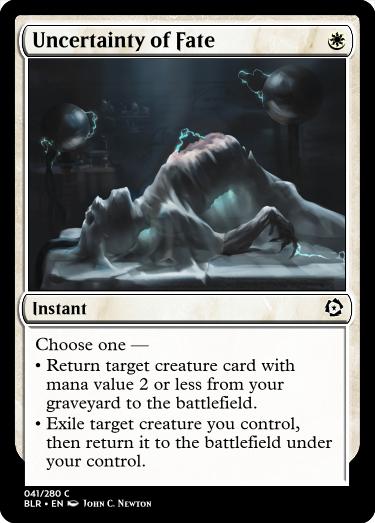 Uncertainty of Fate
Instant
Choose one —
• Return target creature card with
mana value 2 or less from your
graveyard to the battlefield.
• Exile target creature you control,
then return it to the battlefield under
your control.
041/280 C
BLR • EN John C. Newton